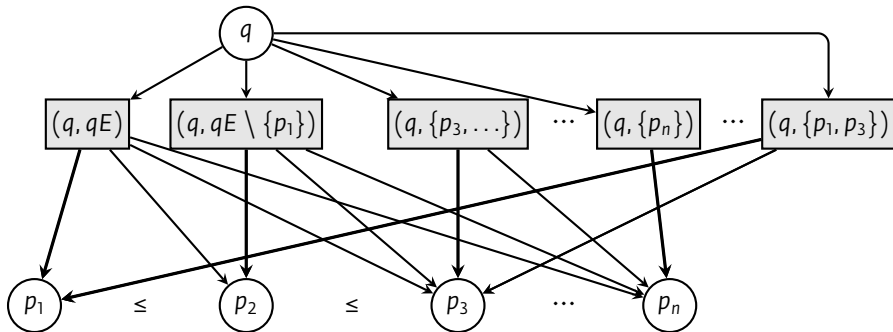 q
(q, qE) (q, qE \ {p₁}) (q, {p₃, …}) … (q, {pₙ}) … (q, {p₁, p₃})
p₁ ≤ p₂ ≤ p₃ … pₙ